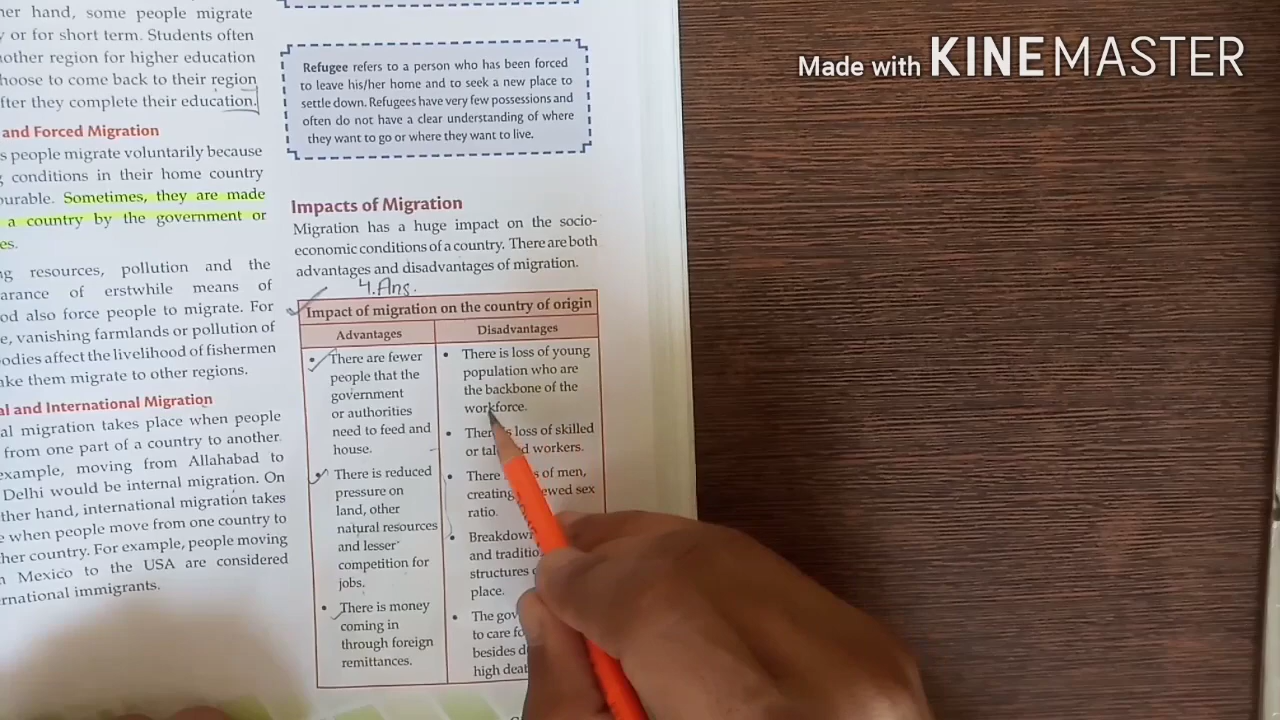 her hand, some people migrate
or for short term. Students often
nother region for higher education
hoose to come back to their region
fter they complete their education.
and Forced Migration
s people migrate voluntarily because
conditions in their home country
ourable. Sometimes, they are made
a country by the government or
es.
ng resources, pollution and the
arance of erstwhile means of
od also force people to migrate. For
e, vanishing farmlands or pollution of
odies affect the livelihood of fishermen
ake them migrate to other regions.
al and International Migration
al migration takes place when people
from one part of a country to another.
example, moving from Allahabad to
Delhi would be internal migration. On
ther hand, international migration takes
e when people move from one country to
her country. For example, people moving
n Mexico to the USA are considered
rnational immigrants.
Refugee refers to a person who has been forced
to leave his/her home and to seek a new place to
settle down. Refugees have very few possessions and
often do not have a clear understanding of where
they want to go or where they want to live.
Impacts of Migration
Migration has a huge impact on the socio-
economic conditions of a country. There are both
advantages and disadvantages of migration.
4.Ans.
Impact of migration on the country of origin
Advantages
• There are fewer
people that the
government
or authorities
need to feed and
house.
• There is reduced
pressure on
land, other
natural resources
and lesser
competition for
jobs.
• There is money
coming in
through foreign
remittances.
Disadvantages
• There is loss of young
population who are
the backbone of the
workforce.
• There is loss of skilled
or talented workers.
• There of men,
creating ewed sex
ratio.
• Breakdow
and traditio
structures
place.
• The gov
to care fo
besides d
high deat
Made with KINEMASTER